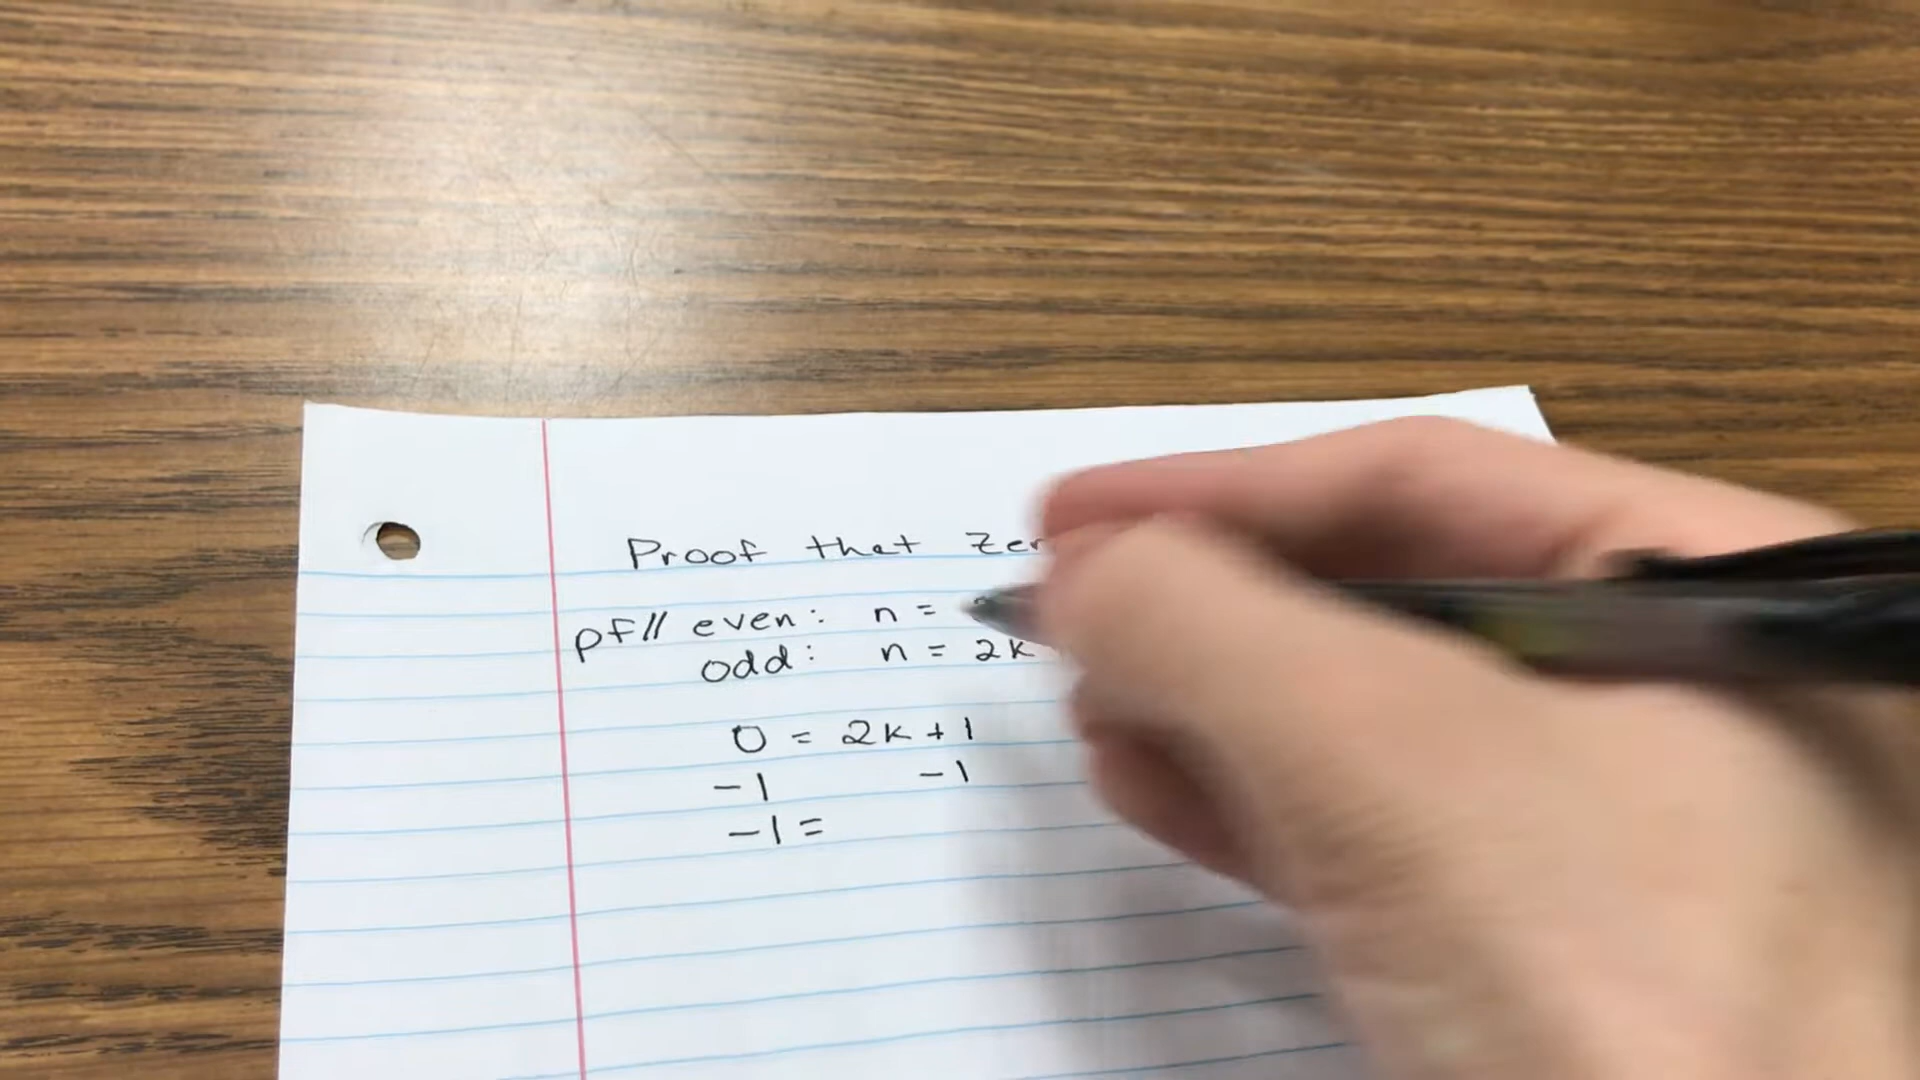 Proof that Zer
pf// even: n =
odd: n = 2k
0 = 2k + 1
-1 -1
-1 =